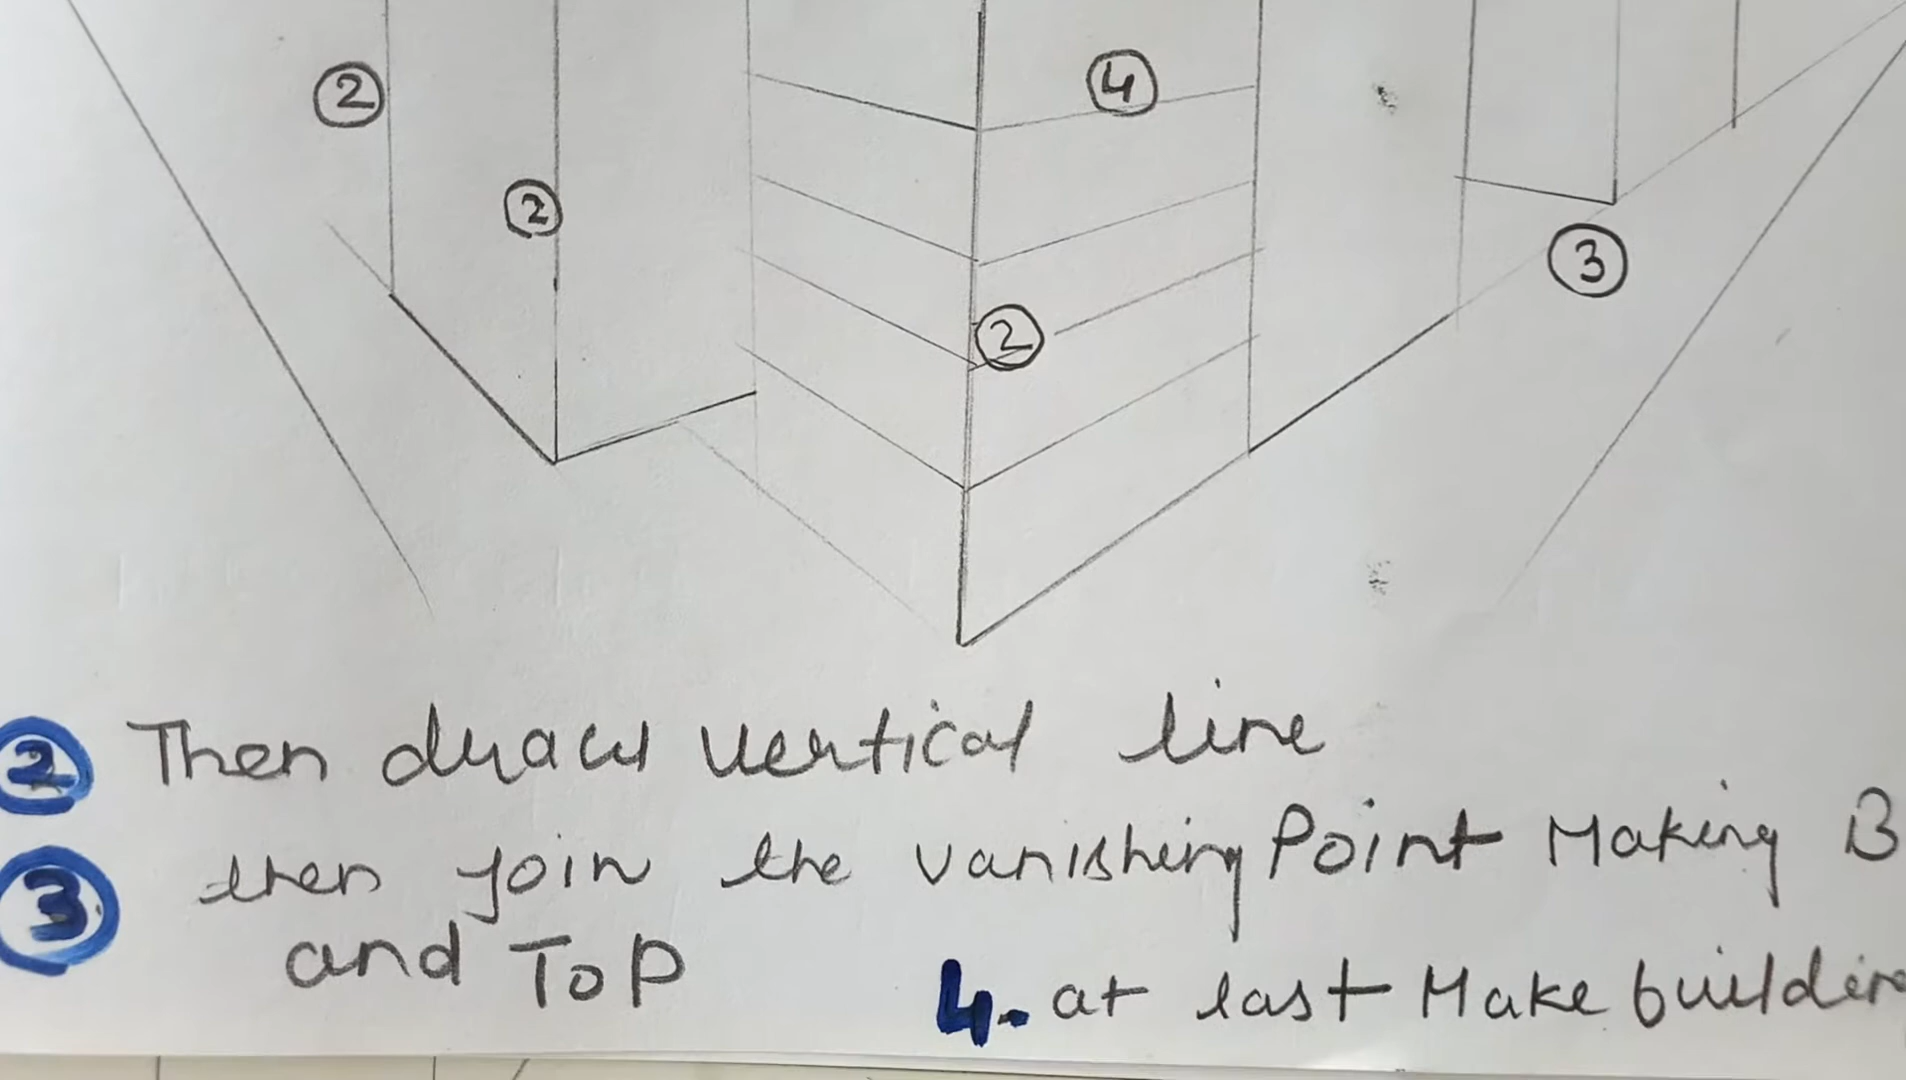 2
4
2
3
2
2 Then draw vertical line
3 then join the vanishing Point Making B
and Top
4. at last Make buildin